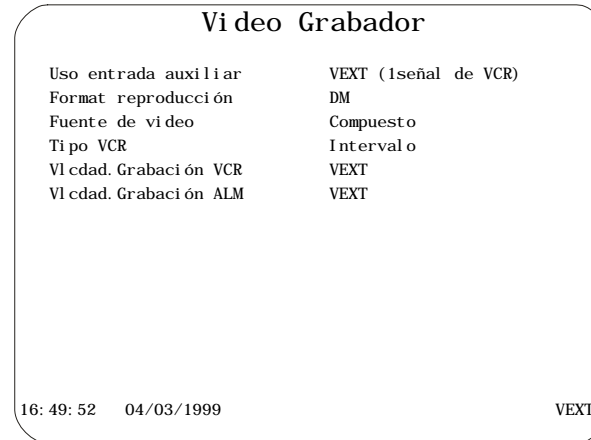 Video Grabador
Uso entrada auxiliar VEXT (1señal de VCR)
Format reproducción DM
Fuente de video Compuesto
Tipo VCR Intervalo
Vlcdad.Grabación VCR VEXT
Vlcdad.Grabación ALM VEXT
16:49:52 04/03/1999 VEXT